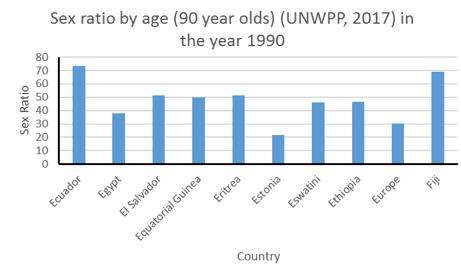 Sex ratio by age (90 year olds) (UNWPP, 2017) in
the year 1990
80
70
60
50
40
30
20
10
0
Sex Ratio
Ecuador
Egypt
El Salvador
Equatorial Guinea
Eritrea
Estonia
Eswatini
Ethiopia
Europe
Fiji
Country